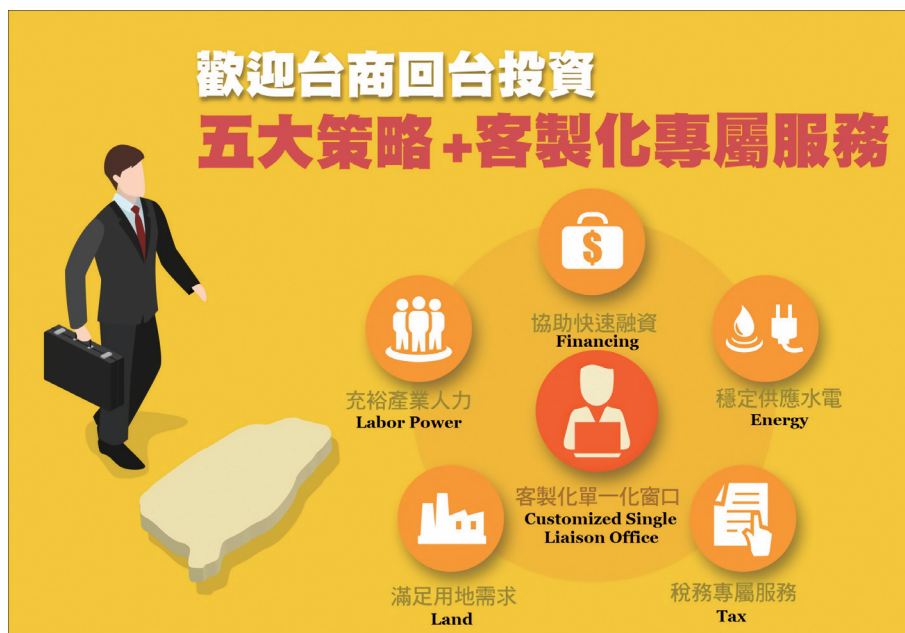 歡迎台商回台投資
五大策略+客製化專屬服務
$
協助快速融資
Financing
充裕產業人力
Labor Power
穩定供應水電
Energy
客製化單一化窗口
Customized Single
Liaison Office
滿足用地需求
Land
稅務專屬服務
Tax